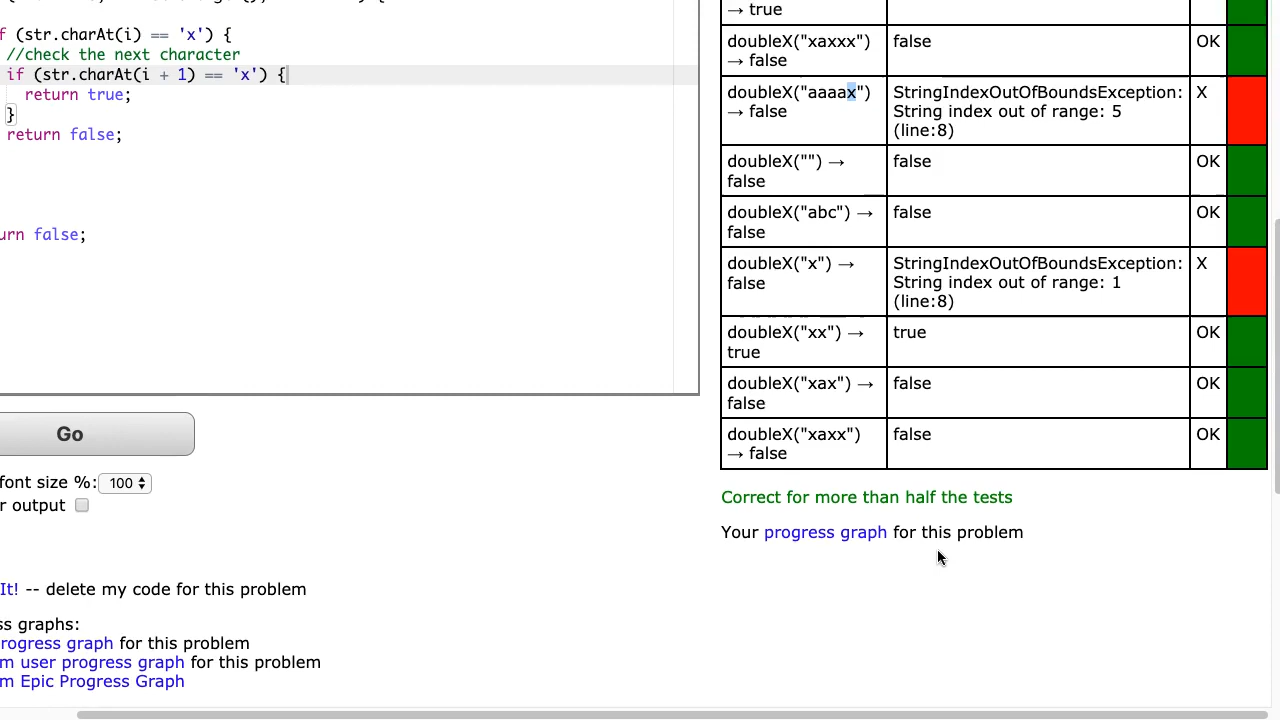 f (str.charAt(i) == 'x') {
//check the next character
if (str.charAt(i + 1) == 'x') {
return true;
}
return false;
urn false;
Go
font size %: 100
r output
It! -- delete my code for this problem
ss graphs:
rogress graph for this problem
m user progress graph for this problem
m Epic Progress Graph
→ true
doubleX("xaxxx") → false
false
OK
doubleX("aaaax") → false
StringIndexOutOfBoundsException:
String index out of range: 5
(line:8)
X
doubleX("") → false
false
OK
doubleX("abc") → false
false
OK
doubleX("x") → false
StringIndexOutOfBoundsException:
String index out of range: 1
(line:8)
X
doubleX("xx") → true
true
OK
doubleX("xax") → false
false
OK
doubleX("xaxx") → false
false
OK
Correct for more than half the tests
Your progress graph for this problem